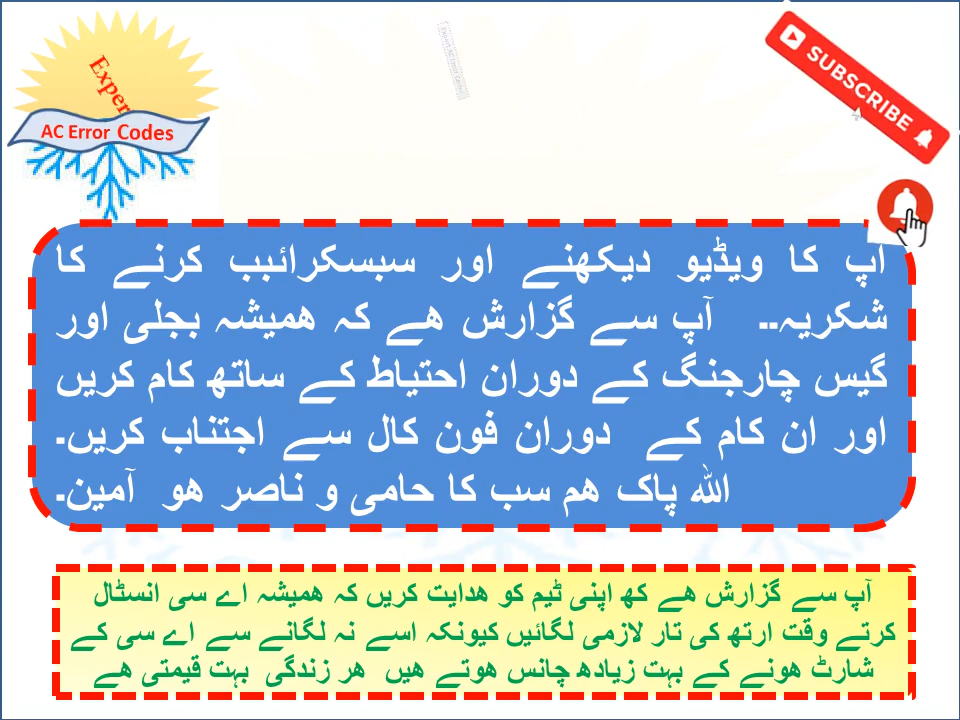 Exper
AC Error Codes
SUBSCRIBE
آپ کا ویڈیو دیکھنے اور سبسکرائبب کرنے کا
شکریہ۔۔ آپ سے گزارش ھے کہ ھمیشہ بجلی اور
گیس چارجنگ کے دوران احتیاط کے ساتھ کام کریں
اور ان کام کے دوران فون کال سے اجتناب کریں۔
اللہ پاک ھم سب کا حامی و ناصر ھو آمین۔
آپ سے گزارش ھے کھ اپنی ٹیم کو ھدایت کریں کہ ھمیشہ اے سی انسٹال
کرتے وقت ارتھ کی تار لازمی لگائیں کیونکہ اسے نہ لگانے سے اے سی کے
شارٹ ھونے کے بہت زیادھ چانس ھوتے ھیں ھر زندگی بہت قیمتی ھے